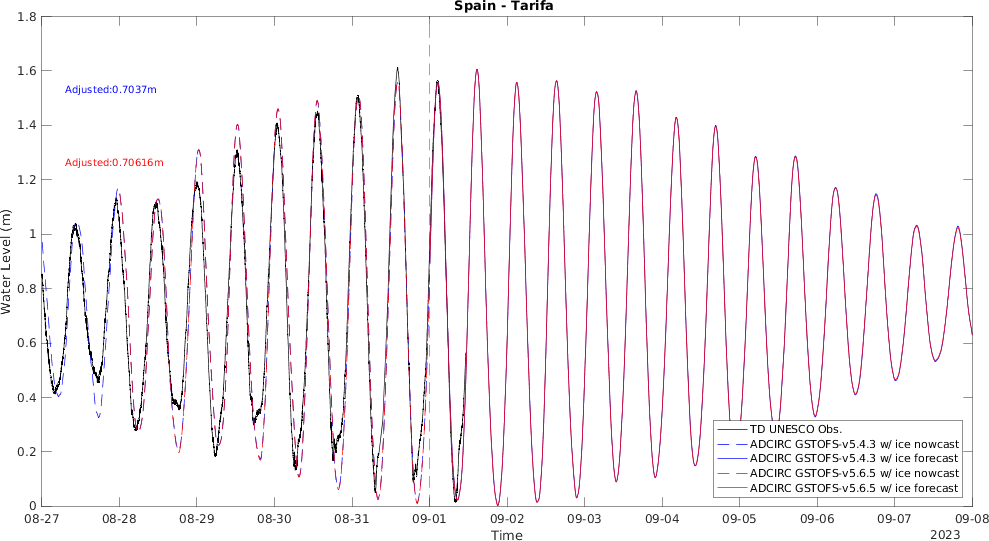 Spain - Tarifa
1.8
1.6
1.4
1.2
1
0.8
0.6
0.4
0.2
0
Water Level (m)
Adjusted:0.7037m
Adjusted:0.70616m
TD UNESCO Obs.
ADCIRC GSTOFS-v5.4.3 w/ ice nowcast
ADCIRC GSTOFS-v5.4.3 w/ ice forecast
ADCIRC GSTOFS-v5.6.5 w/ ice nowcast
ADCIRC GSTOFS-v5.6.5 w/ ice forecast
08-27 08-28 08-29 08-30 08-31 09-01 09-02 09-03 09-04 09-05 09-06 09-07 09-08
Time
2023